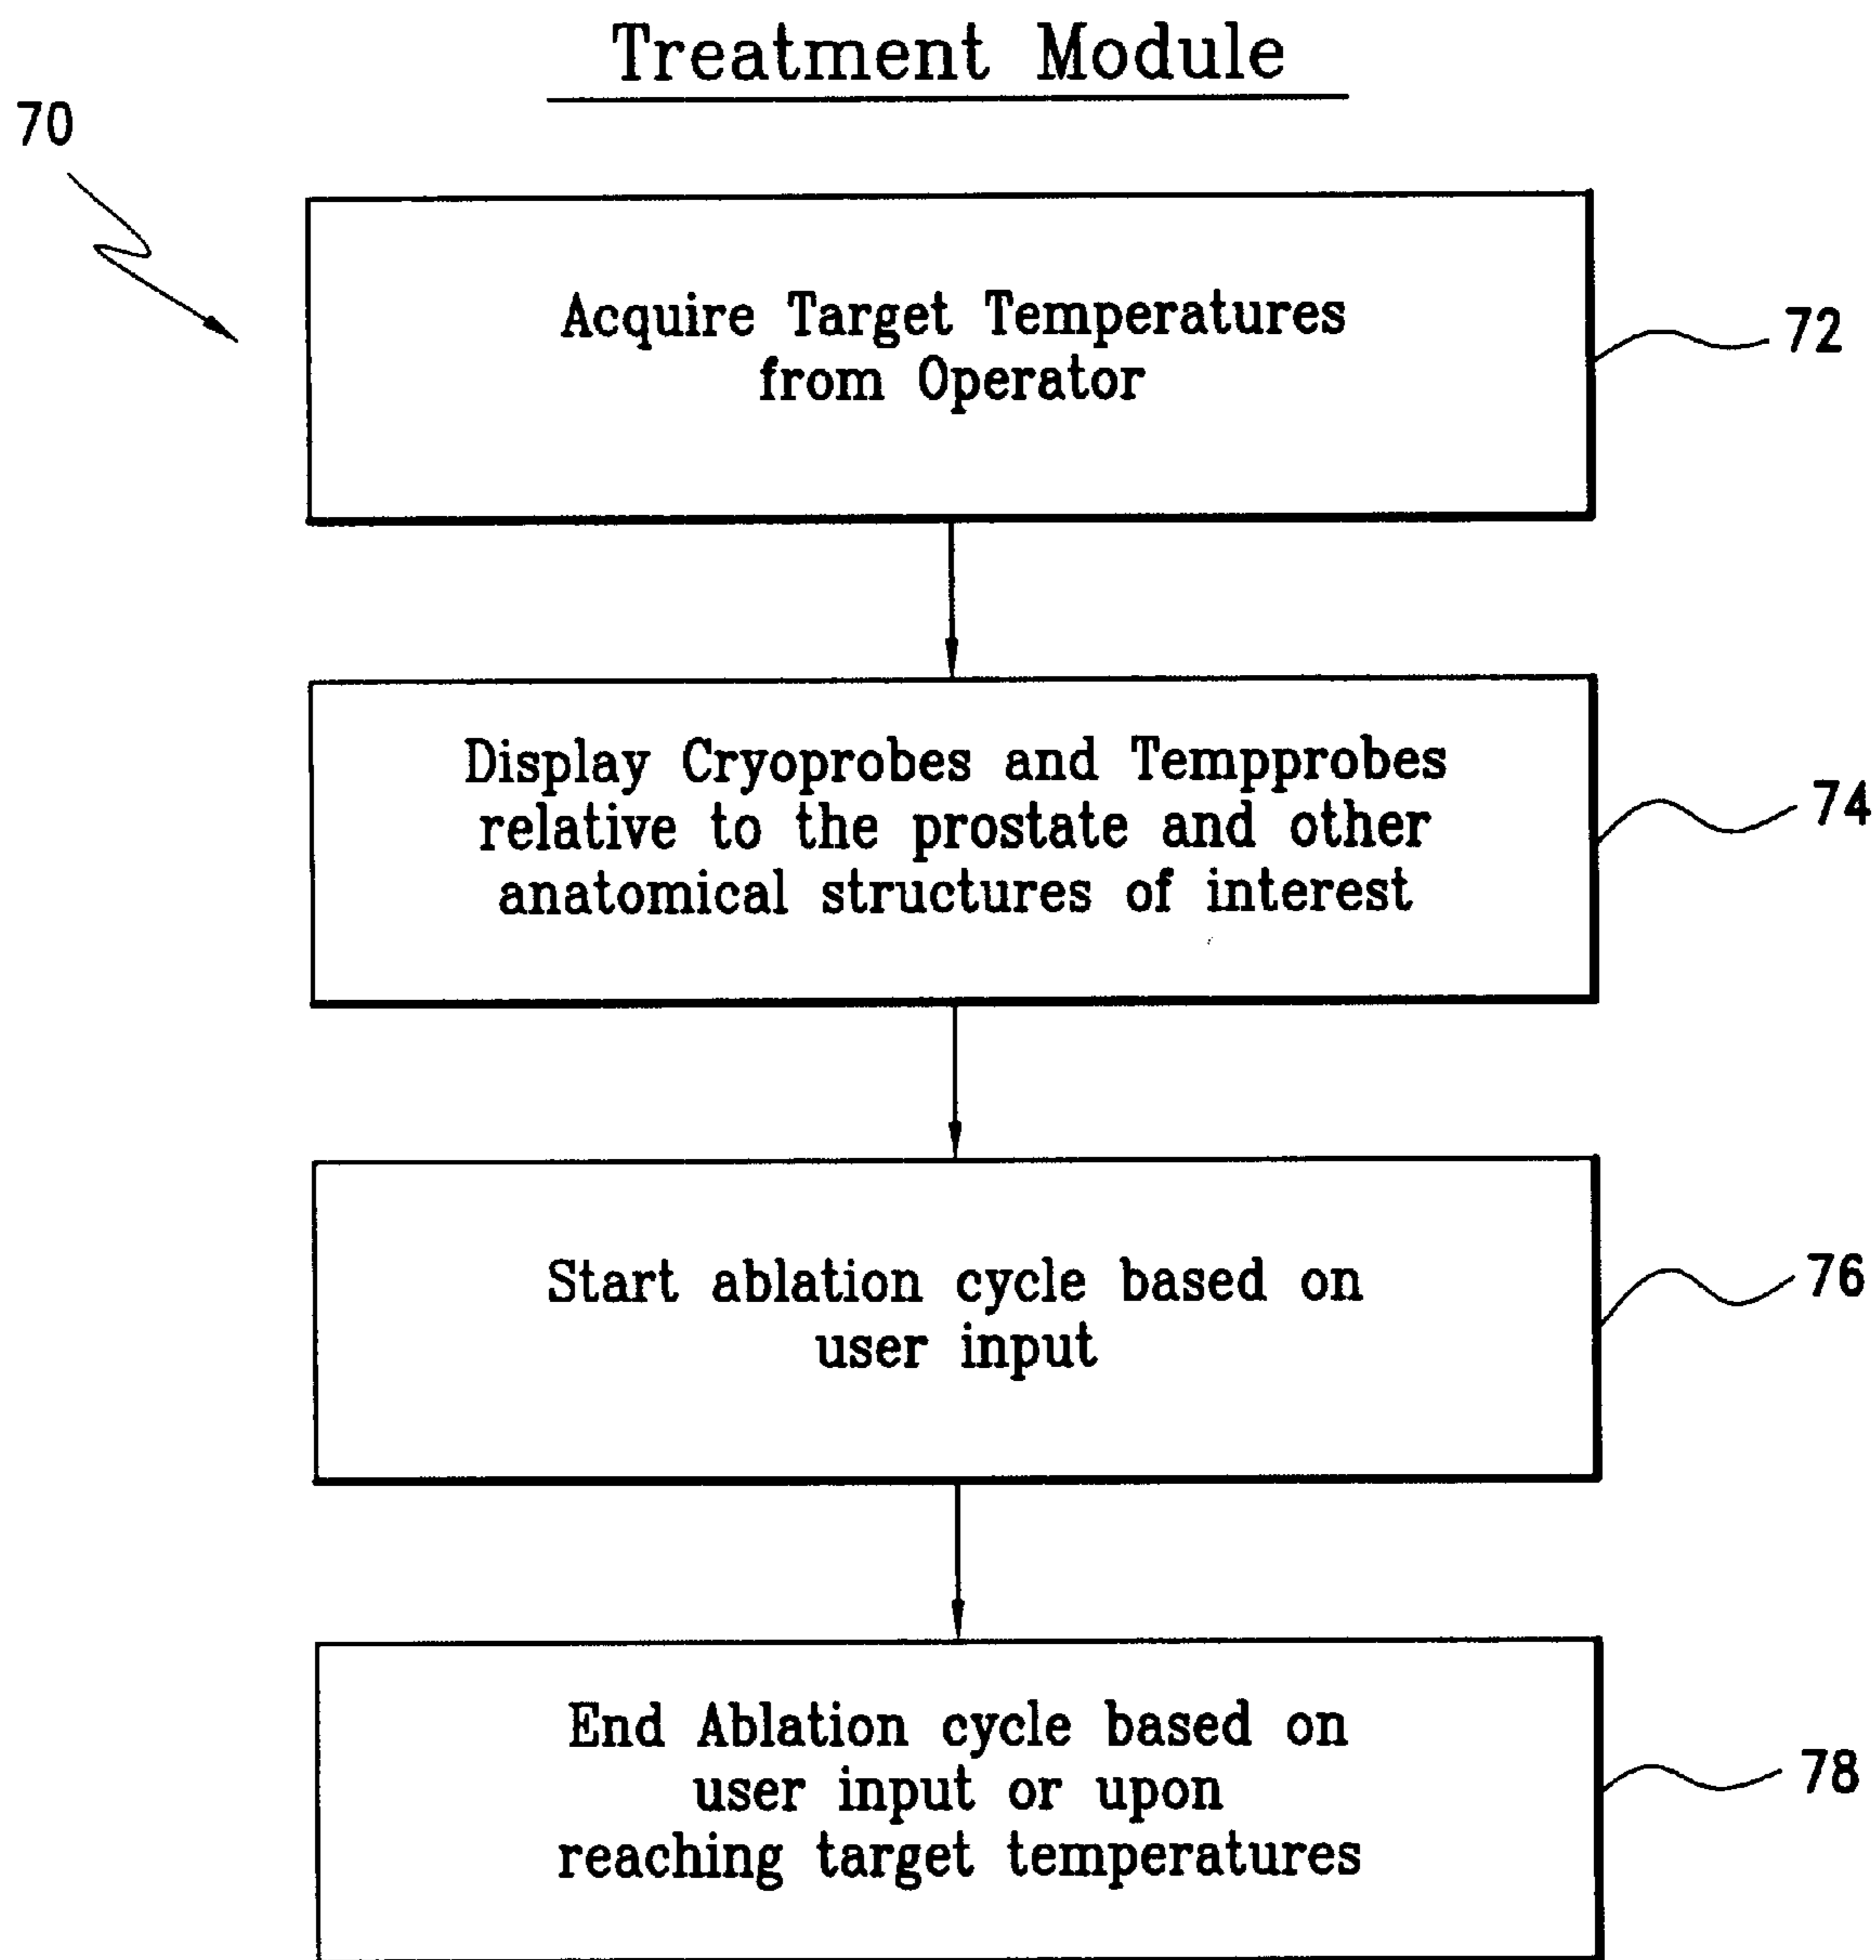 Treatment Module
70
Acquire Target Temperatures
from Operator
72
Display Cryoprobes and Tempprobes
relative to the prostate and other
anatomical structures of interest
74
Start ablation cycle based on
user input
76
End Ablation cycle based on
user input or upon
reaching target temperatures
78